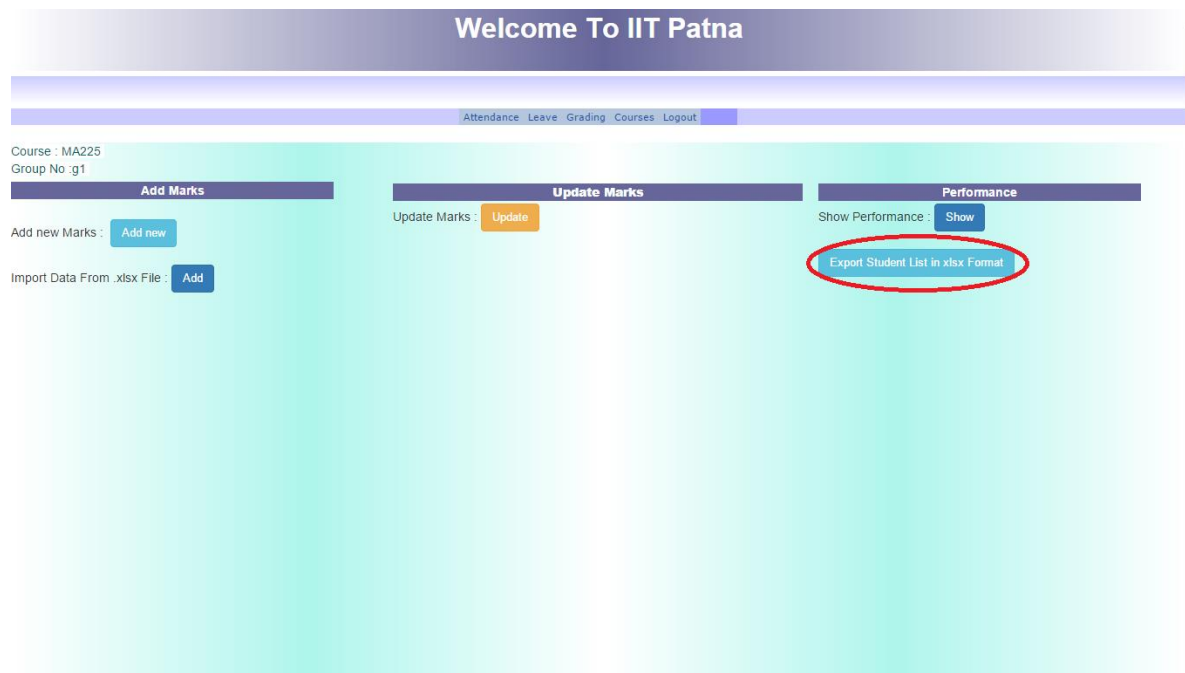 Welcome To IIT Patna
Attendance Leave Grading Courses Logout
Course : MA225
Group No :g1
Add Marks
Add new Marks : Add new
Import Data From .xlsx File : Add
Update Marks
Update Marks : Update
Performance
Show Performance : Show
Export Student List in xlsx Format